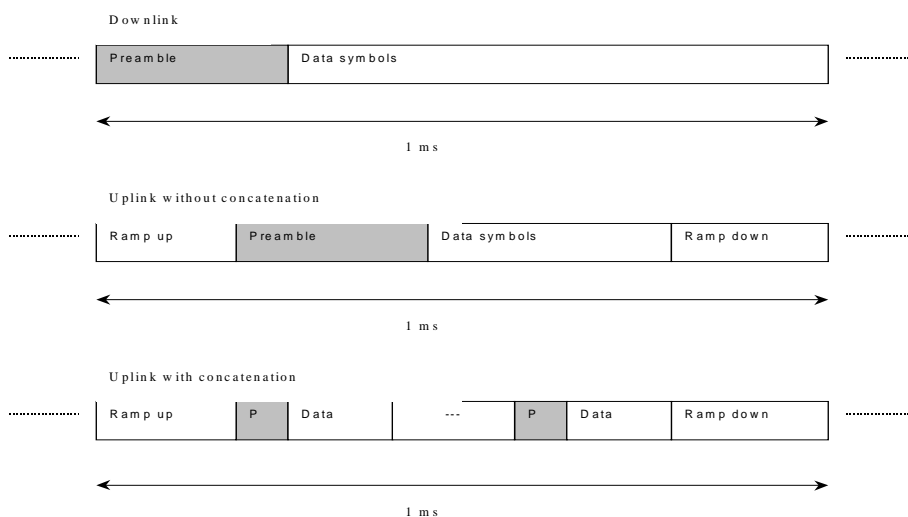 Downlink
Preamble Data symbols
1 ms
Uplink without concatenation
Ramp up Preamble Data symbols Ramp down
1 ms
Uplink with concatenation
Ramp up P Data --- P Data Ramp down
1 ms